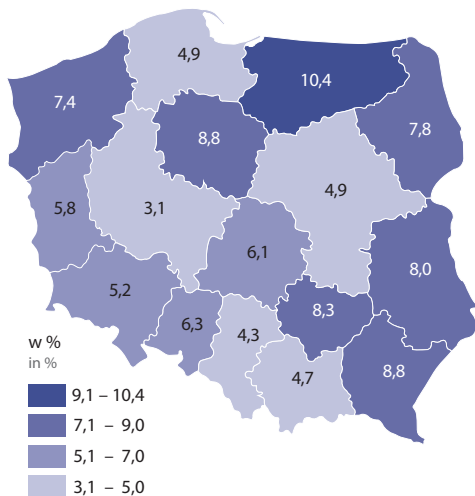 4,9
10,4
7,4
7,8
8,8
4,9
5,8
3,1
6,1
8,0
5,2
8,3
6,3
4,3
4,7
8,8
w %
in %
9,1 – 10,4
7,1 – 9,0
5,1 – 7,0
3,1 – 5,0